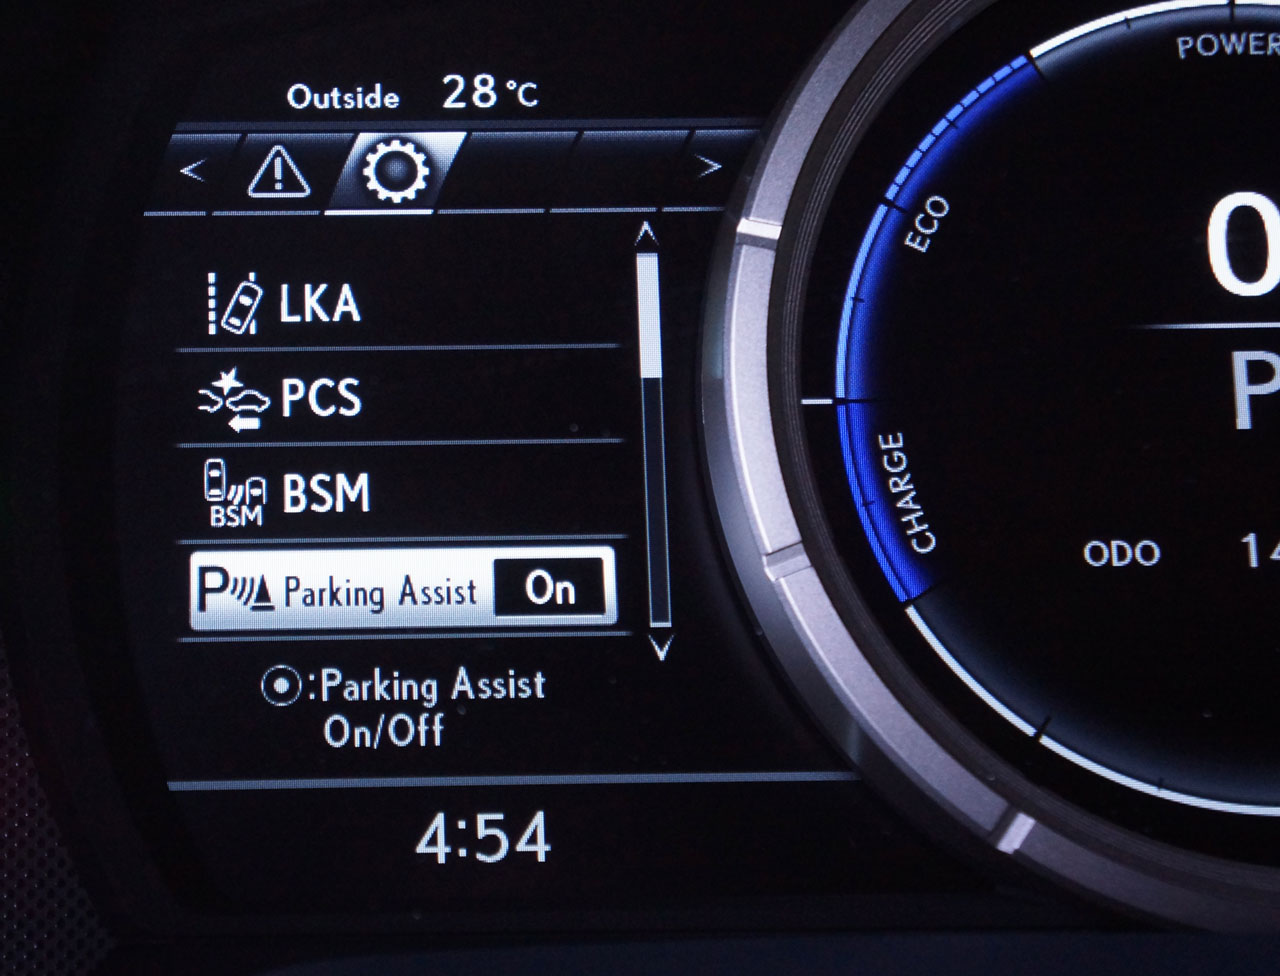 Outside 28 °C
LKA
PCS
BSM BSM
P Parking Assist On
:Parking Assist
On/Off
4:54
POWER
ECO
CHARGE
0
P
ODO 14